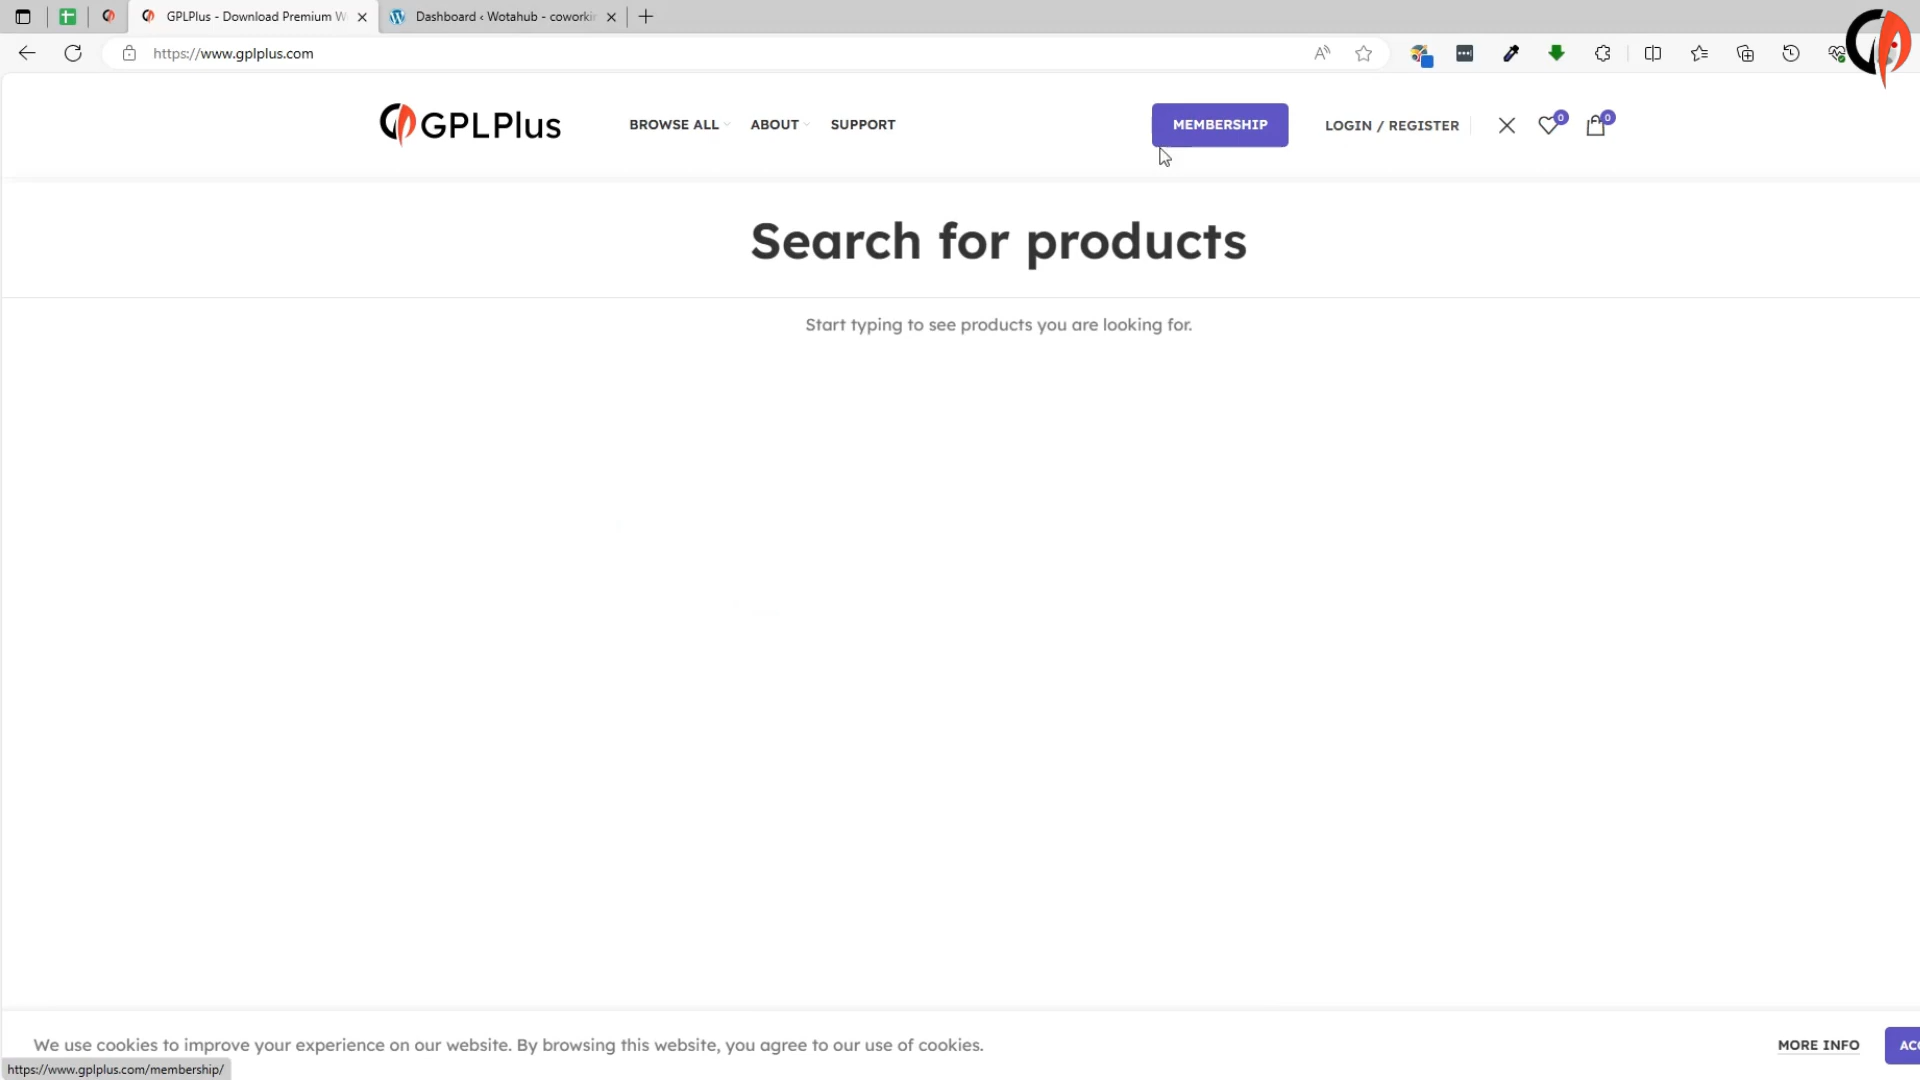 GPLPlus - Download Premium W
Dashboard ‹ Wotahub - coworkin
https://www.gplplus.com
GPLPlus
BROWSE ALL
ABOUT
SUPPORT
MEMBERSHIP
LOGIN / REGISTER
0
0
Search for products
Start typing to see products you are looking for.
We use cookies to improve your experience on our website. By browsing this website, you agree to our use of cookies.
MORE INFO
ACC
https://www.gplplus.com/membership/